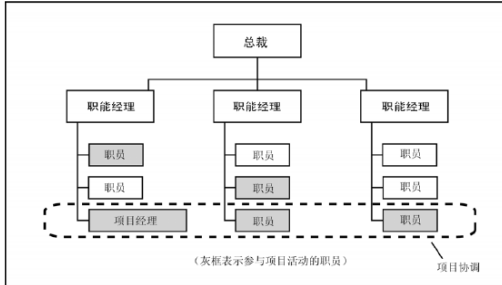 总裁
职能经理 职能经理 职能经理
职员 职员 职员
职员 职员 职员
项目经理 职员 职员
（灰框表示参与项目活动的职员）
项目协调